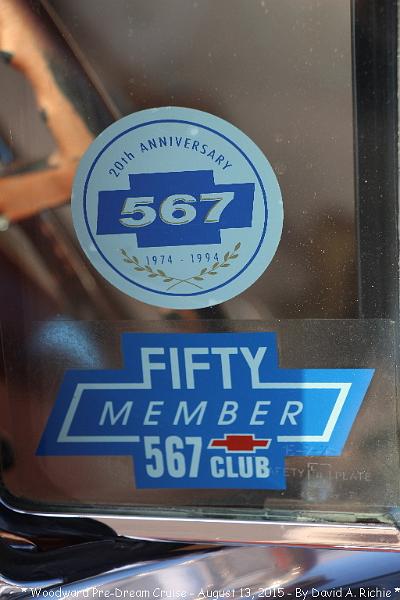 20th ANNIVERSARY
567
1974 - 1994
FIFTY
MEMBER
567 CLUB
SAFETY PLATE
* Woodward Pre-Dream Cruise - August 13, 2015 - By David A. Richie *